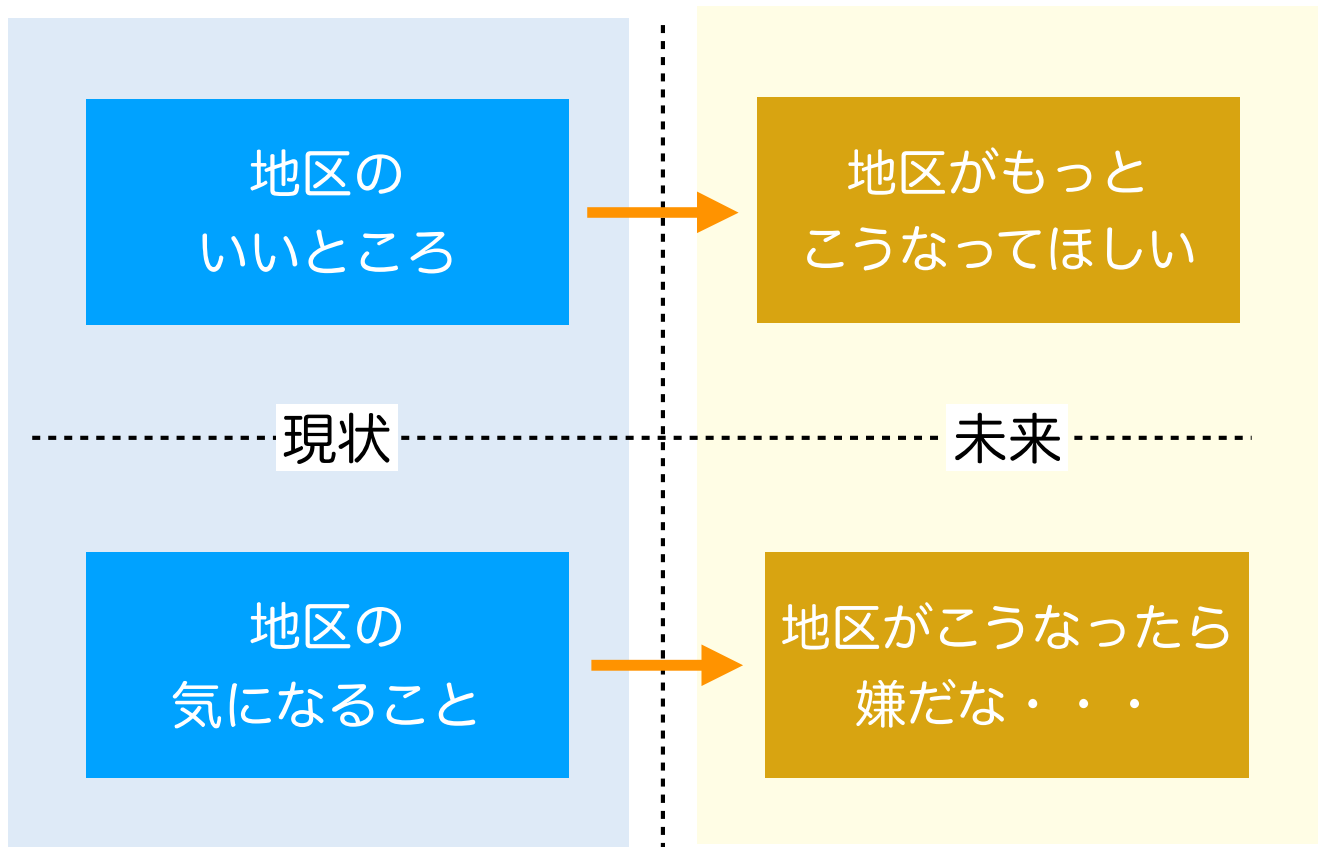 地区の
いいところ
地区がもっと
こうなってほしい
現状
未来
地区の
気になること
地区がこうなったら
嫌だな・・・